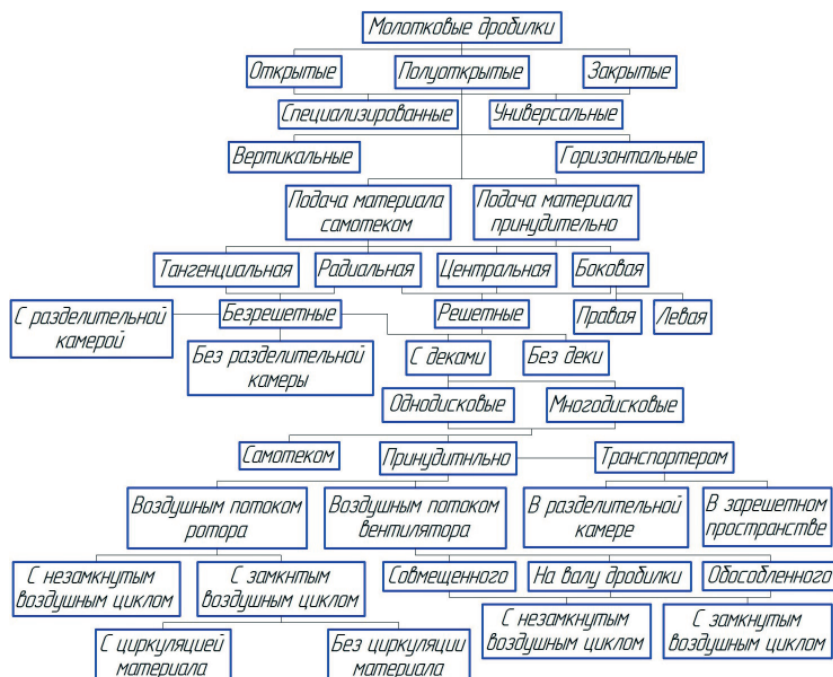 Молотковые дробилки
Открытые
Полуоткрытые
Закрытые
Специализированные
Универсальные
Вертикальные
Горизонтальные
Подача материала
самотеком
Подача материала
принудительно
Тангенциальная
Радиальная
Центральная
Боковая
С разделительной
камерой
Безрешетные
Решетные
Правая
Левая
Без разделительной
камеры
С деками
Без деки
Однодисковые
Многодисковые
Самотеком
Принудитнльно
Транспортером
Воздушным потоком
ротора
Воздушным потоком
вентилятора
В разделительной
камере
В зарешетном
пространстве
С незамкнутым
воздушным циклом
С замкнтым
воздушным циклом
Совмещенного
На валу дробилки
Обособленного
С незамкнутым
воздушным циклом
С замкнутым
воздушным циклом
С циркуляцией
материала
Без циркуляции
материала